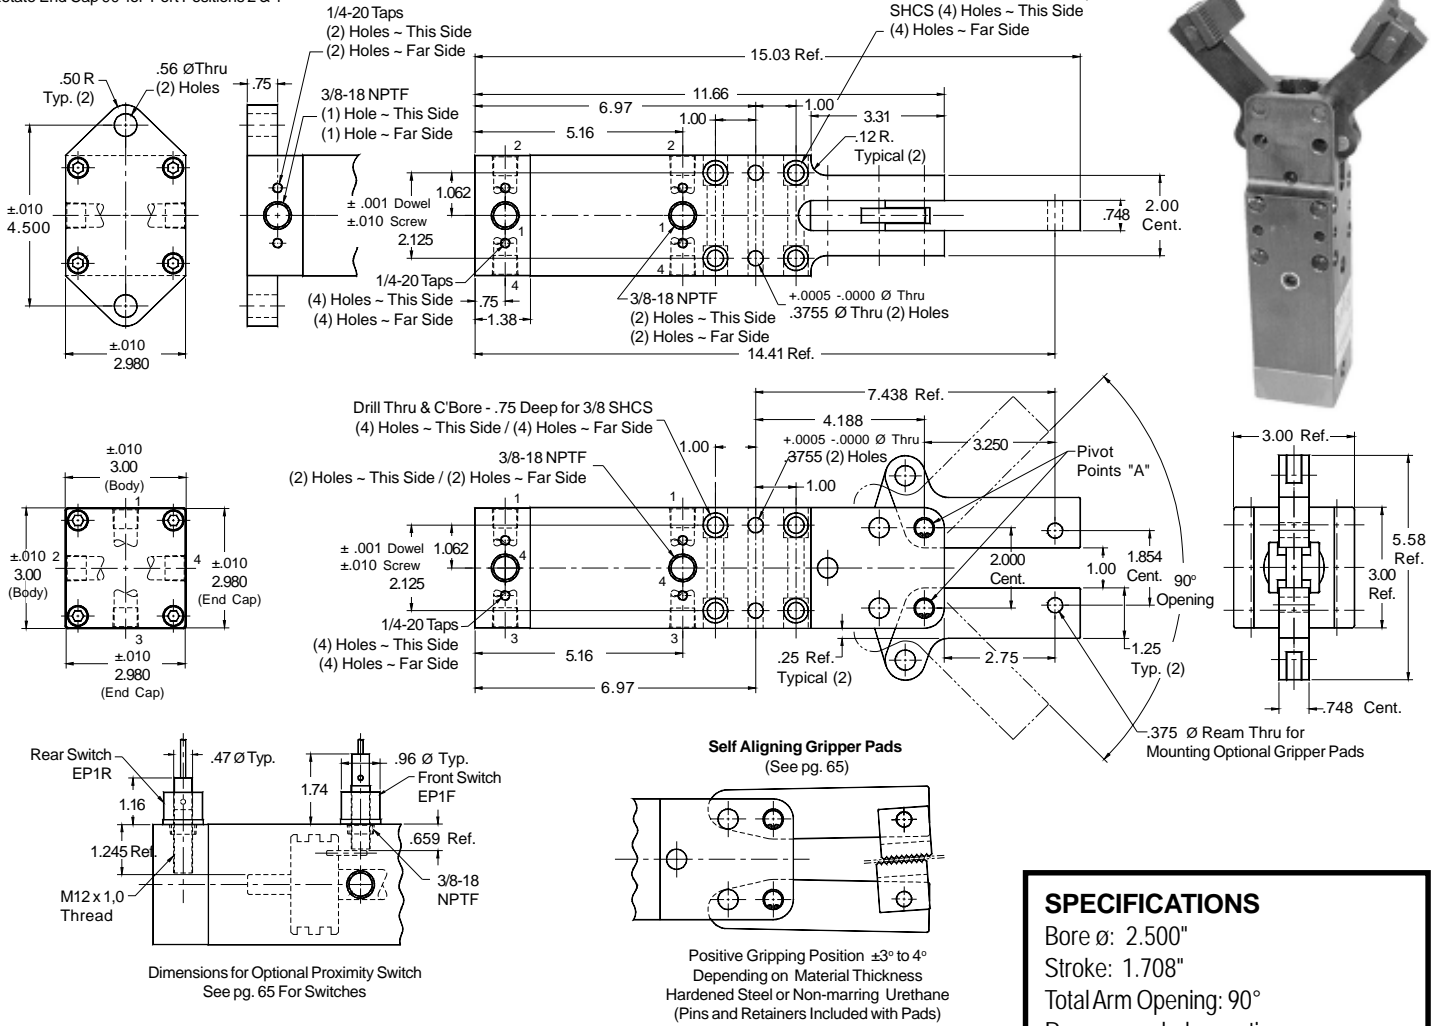 1/4-20 Taps
(2) Holes ~ This Side
(2) Holes ~ Far Side
SHCS (4) Holes ~ This Side
(4) Holes ~ Far Side
.50 R
Typ. (2)
.56 Ø Thru
(2) Holes
.75
3/8-18 NPTF
(1) Hole ~ This Side
(1) Hole ~ Far Side
15.03 Ref.
11.66
6.97
1.00
1.00
3.31
5.16
.12 R.
Typical (2)
2
2
±.010
4.500
±.010
2.980
± .001 Dowel
±.010 Screw
2.125
1.062
1
1
4
4
.748
2.00
Cent.
1/4-20 Taps
(4) Holes ~ This Side
(4) Holes ~ Far Side
.75
1.38
3/8-18 NPTF
(2) Holes ~ This Side
(2) Holes ~ Far Side
+.0005 -.0000 Ø Thru
.3755 Ø Thru (2) Holes
14.41 Ref.
7.438 Ref.
4.188
3.250
Drill Thru & C'Bore - .75 Deep for 3/8 SHCS
(4) Holes ~ This Side / (4) Holes ~ Far Side
3/8-18 NPTF
(2) Holes ~ This Side / (2) Holes ~ Far Side
1.00
+.0005 -.0000 Ø Thru
.3755 (2) Holes
1.00
Pivot
Points "A"
3.00 Ref.
±.010
3.00
(Body)
1
2
4
3
±.010
3.00
(Body)
±.010
2.980
(End Cap)
±.010
2.980
(End Cap)
± .001 Dowel
±.010 Screw
2.125
1.062
1
1
4
4
3
3
1/4-20 Taps
(4) Holes ~ This Side
(4) Holes ~ Far Side
5.16
6.97
2.000
Cent.
1.00
1.854
Cent.
90°
Opening
.25 Ref.
Typical (2)
2.75
1.25
Typ. (2)
5.58
Ref.
3.00
Ref.
.748 Cent.
.375 Ø Ream Thru for
Mounting Optional Gripper Pads
Rear Switch
EP1R
.47 Ø Typ.
1.16
1.245 Ref.
M12 x 1,0
Thread
1.74
.96 Ø Typ.
Front Switch
EP1F
.659 Ref.
3/8-18
NPTF
Dimensions for Optional Proximity Switch
See pg. 65 For Switches
Self Aligning Gripper Pads
(See pg. 65)
Positive Gripping Position ±3° to 4°
Depending on Material Thickness
Hardened Steel or Non-marring Urethane
(Pins and Retainers Included with Pads)
SPECIFICATIONS
Bore ø: 2.500"
Stroke: 1.708"
Total Arm Opening: 90°